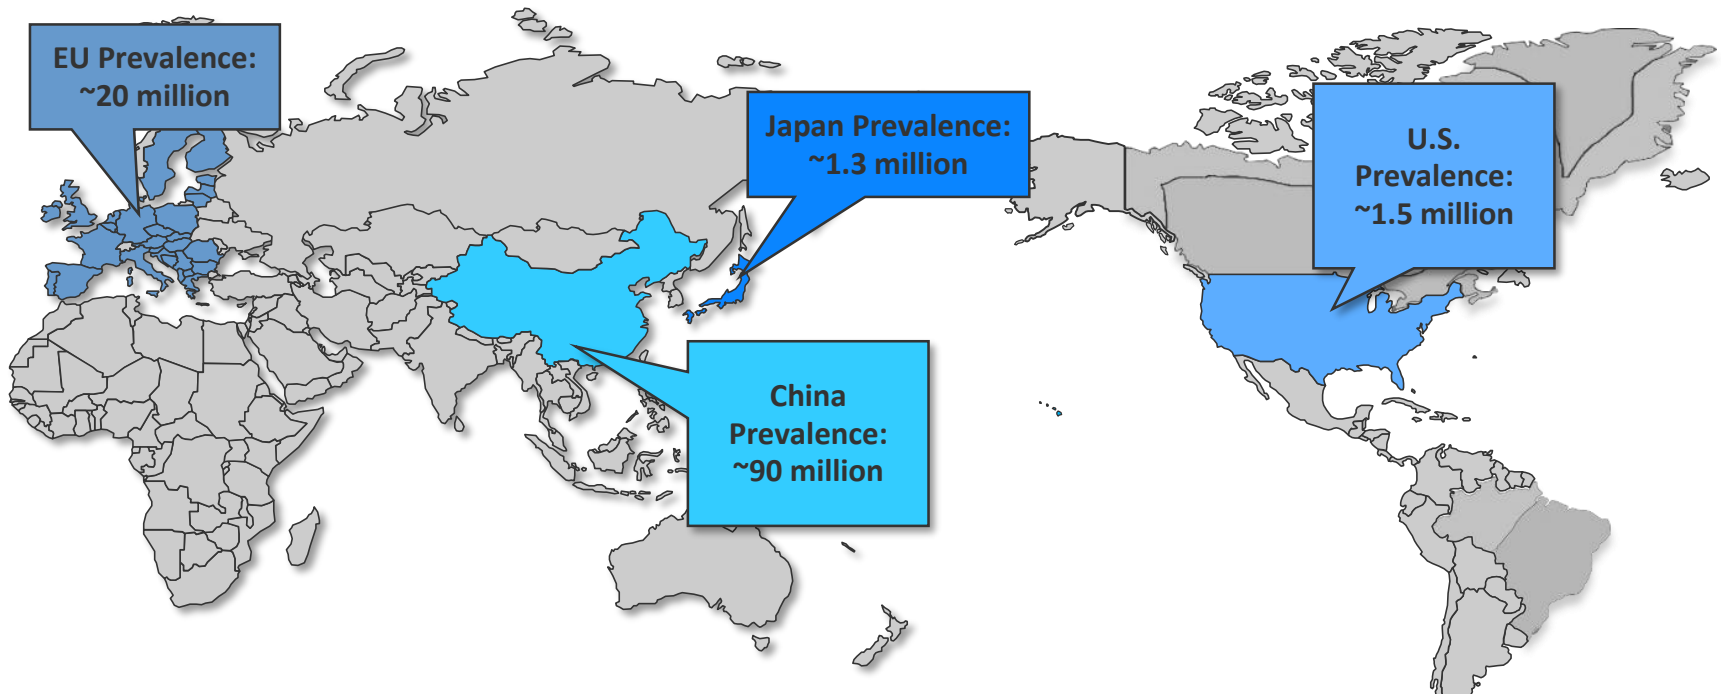 EU Prevalence:
~20 million
Japan Prevalence:
~1.3 million
U.S.
Prevalence:
~1.5 million
China
Prevalence:
~90 million